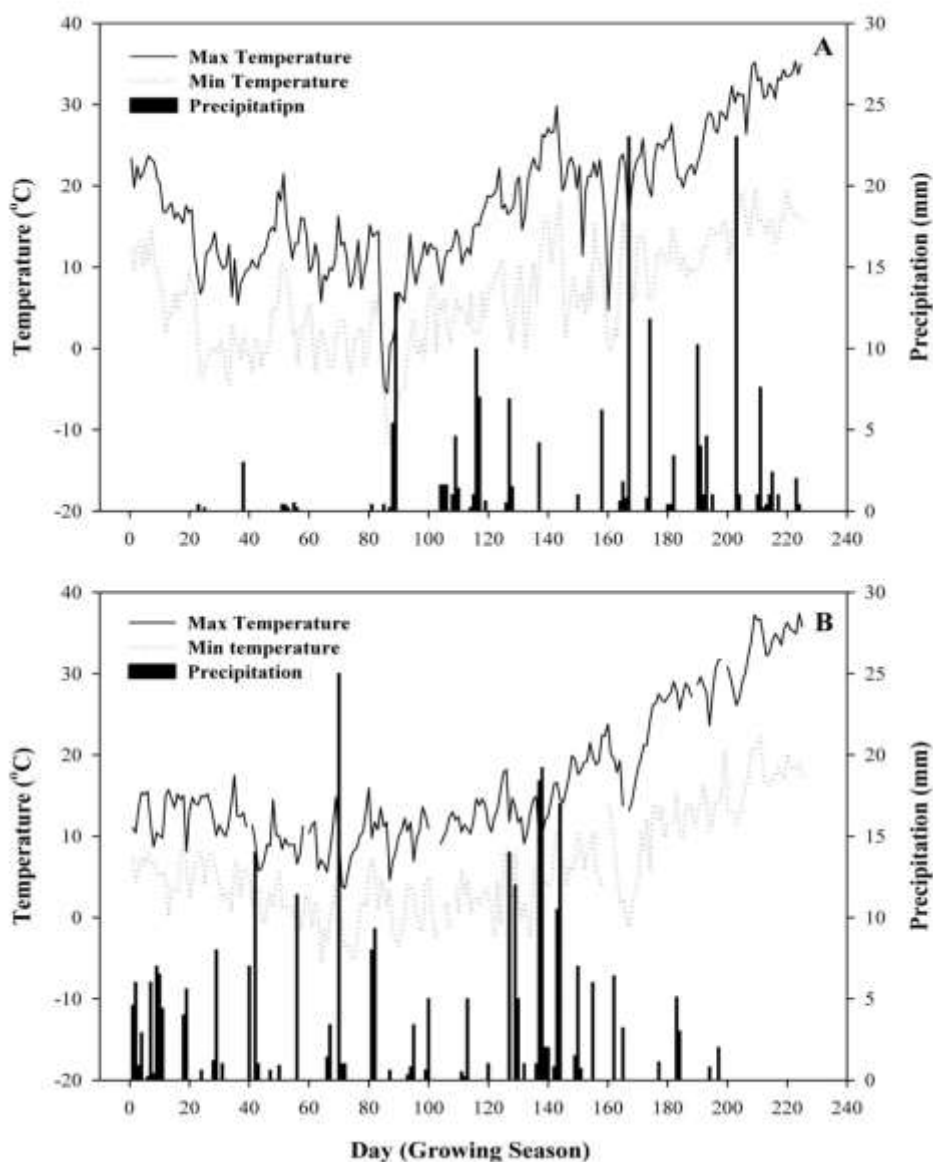 40
30
A
Max Temperature
Min Temperature
Precipitatipn
30
25
20
20
10
15
0
10
-10
5
-20
0
Temperature (°C)
Precipitation (mm)
0 20 40 60 80 100 120 140 160 180 200 220 240
40
30
B
Max Temperature
Min temperature
Precipitation
30
25
20
20
10
15
0
10
-10
5
-20
0
Temperature (°C)
Precipitation (mm)
0 20 40 60 80 100 120 140 160 180 200 220 240
Day (Growing Season)